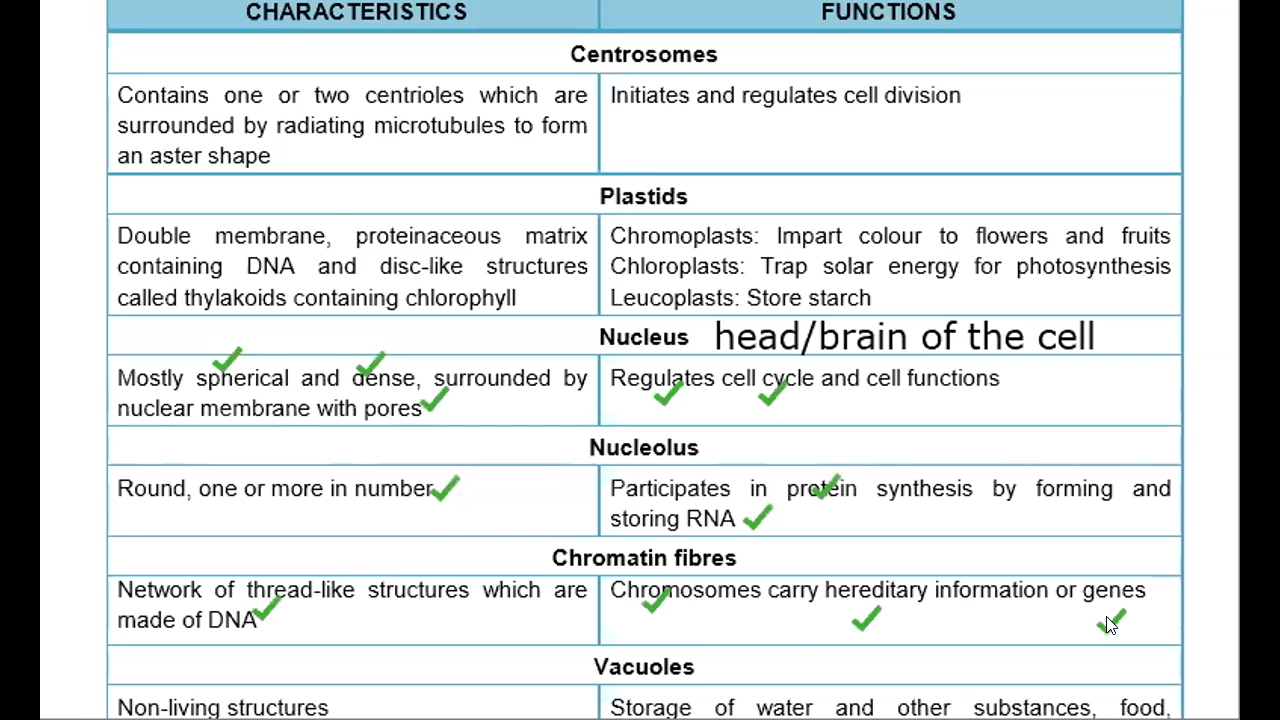 CHARACTERISTICS FUNCTIONS
Centrosomes
Contains one or two centrioles which are
surrounded by radiating microtubules to form
an aster shape
Initiates and regulates cell division
Plastids
Double membrane, proteinaceous matrix
containing DNA and disc-like structures
called thylakoids containing chlorophyll
Chromoplasts: Impart colour to flowers and fruits
Chloroplasts: Trap solar energy for photosynthesis
Leucoplasts: Store starch
Nucleus head/brain of the cell
Mostly spherical and dense, surrounded by
nuclear membrane with pores
Regulates cell cycle and cell functions
Nucleolus
Round, one or more in number
Participates in protein synthesis by forming and
storing RNA
Chromatin fibres
Network of thread-like structures which are
made of DNA
Chromosomes carry hereditary information or genes
Vacuoles
Non-living structures
Storage of water and other substances, food,